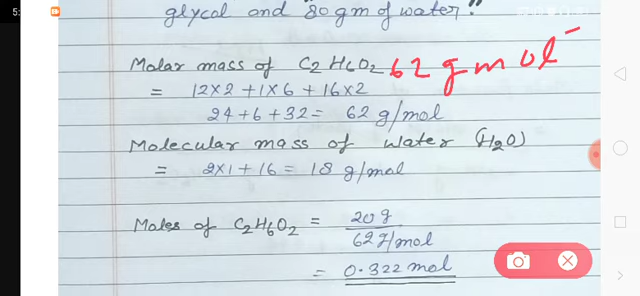 5:
glycol and 80 gm of water."
Molar mass of C2H6O2 62 g mol⁻
= 12×2 + 1×6 + 16×2
24+6+32 = 62 g/mol
Molecular mass of water (H2O)
= 2×1 + 16 = 18 g/mol
Moles of C2H6O2 = 20g
62 g/mol
= 0.322 mol